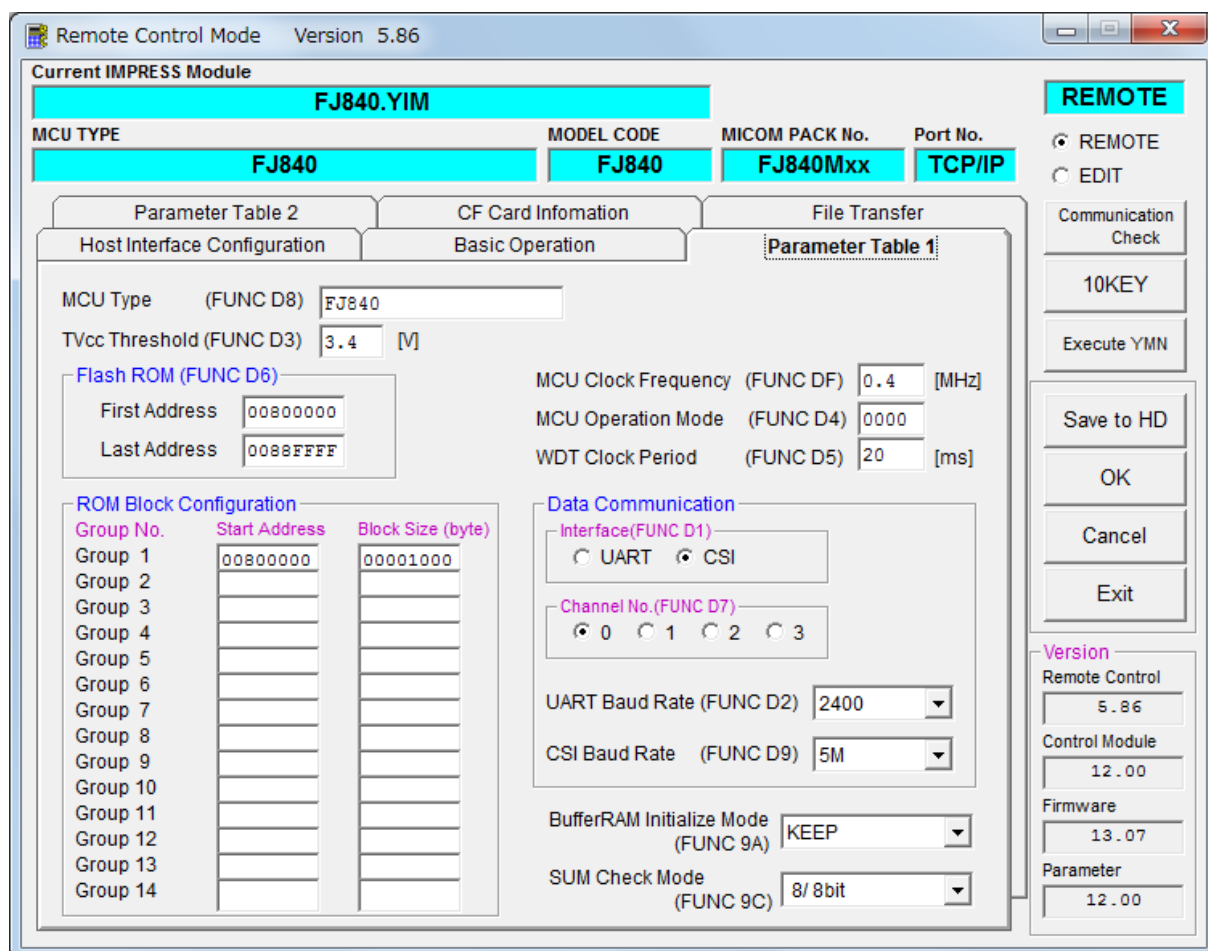 Remote Control Mode Version 5.86
X
Current IMPRESS Module
FJ840.YIM
MCU TYPE
MODEL CODE
MICOM PACK No.
Port No.
FJ840
FJ840
FJ840Mxx
TCP/IP
Parameter Table 2
CF Card Infomation
File Transfer
Host Interface Configuration
Basic Operation
Parameter Table 1
MCU Type (FUNC D8) FJ840
TVcc Threshold (FUNC D3) 3.4 [V]
Flash ROM (FUNC D6)
First Address 00800000
Last Address 0088FFFF
MCU Clock Frequency (FUNC DF) 0.4 [MHz]
MCU Operation Mode (FUNC D4) 0000
WDT Clock Period (FUNC D5) 20 [ms]
ROM Block Configuration
Group No. Start Address Block Size (byte)
Group 1 00800000 00001000
Group 2
Group 3
Group 4
Group 5
Group 6
Group 7
Group 8
Group 9
Group 10
Group 11
Group 12
Group 13
Group 14
Data Communication
Interface(FUNC D1)
UART CSI
Channel No.(FUNC D7)
0 1 2 3
UART Baud Rate (FUNC D2) 2400
CSI Baud Rate (FUNC D9) 5M
BufferRAM Initialize Mode
(FUNC 9A) KEEP
SUM Check Mode
(FUNC 9C) 8/ 8bit
REMOTE
REMOTE
EDIT
Communication
Check
10KEY
Execute YMN
Save to HD
OK
Cancel
Exit
Version
Remote Control
5.86
Control Module
12.00
Firmware
13.07
Parameter
12.00